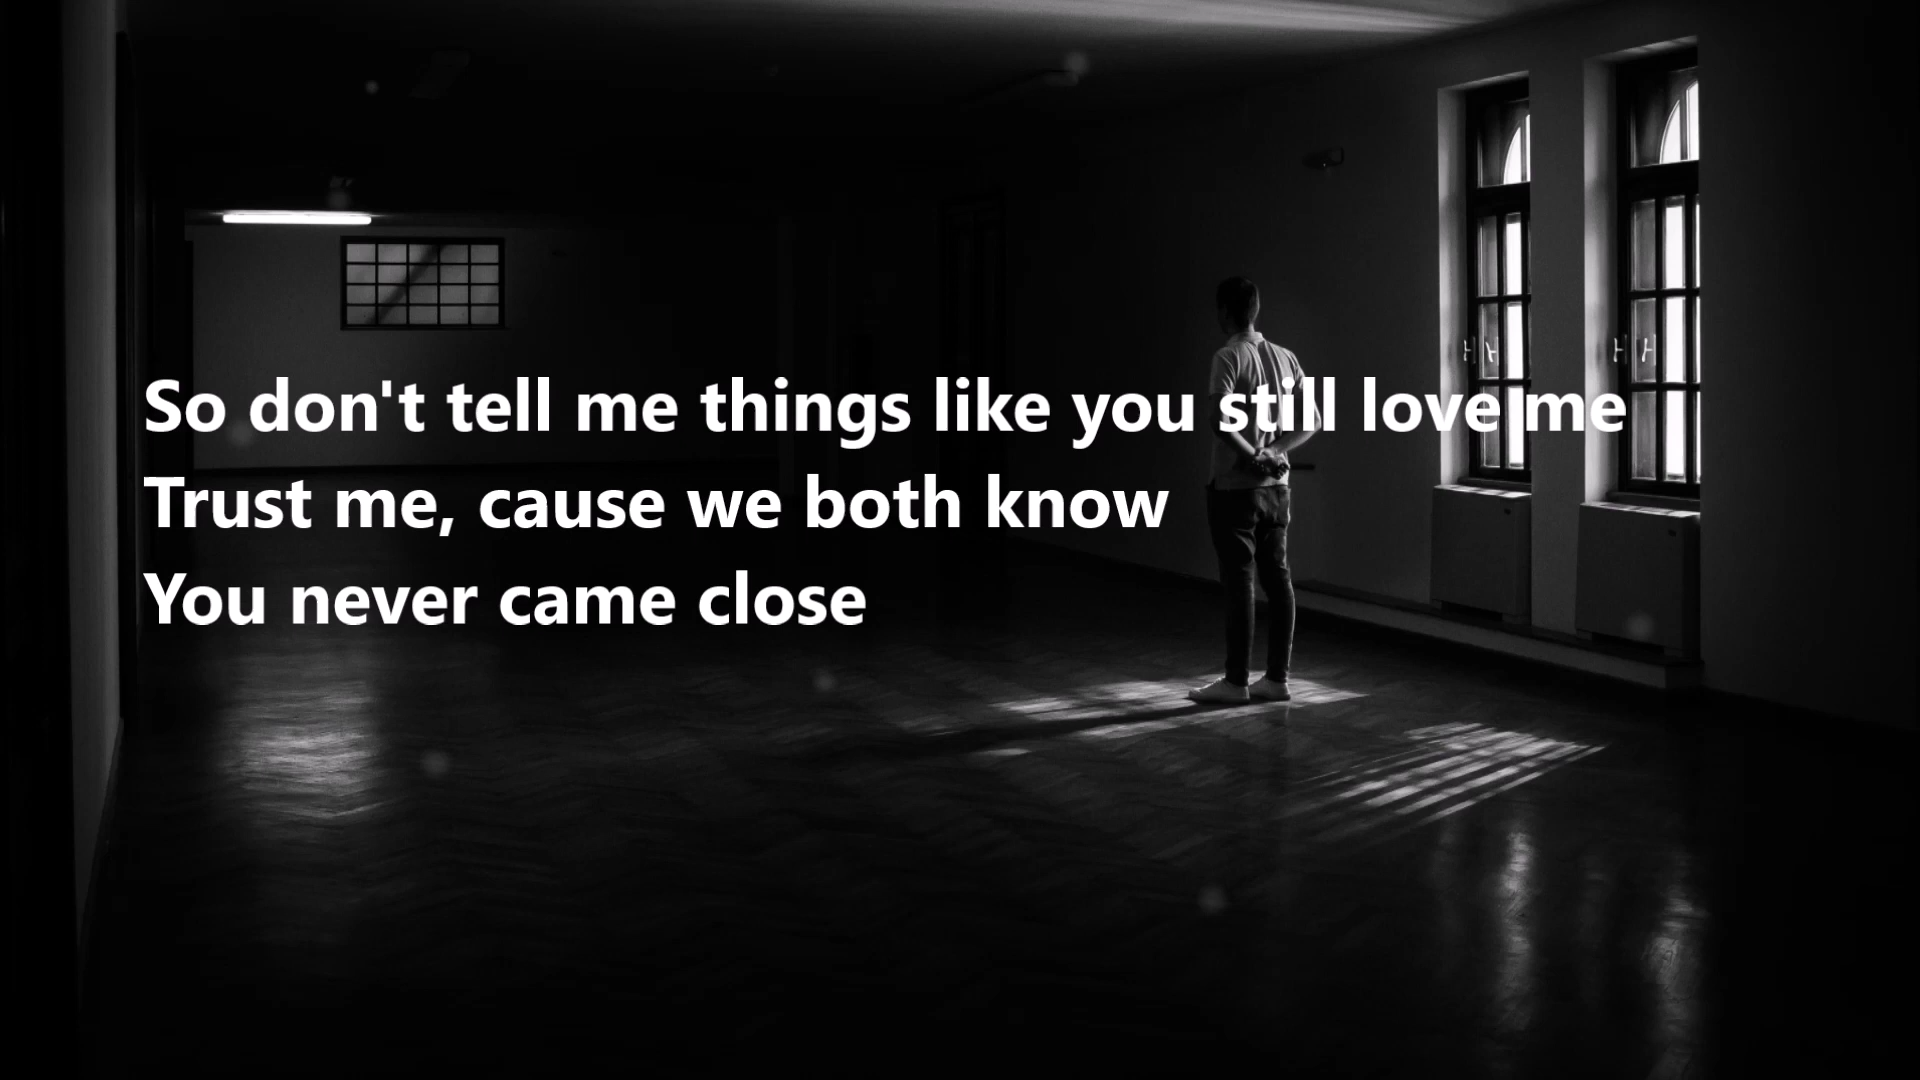 So don't tell me things like you still love me
Trust me, cause we both know
You never came close